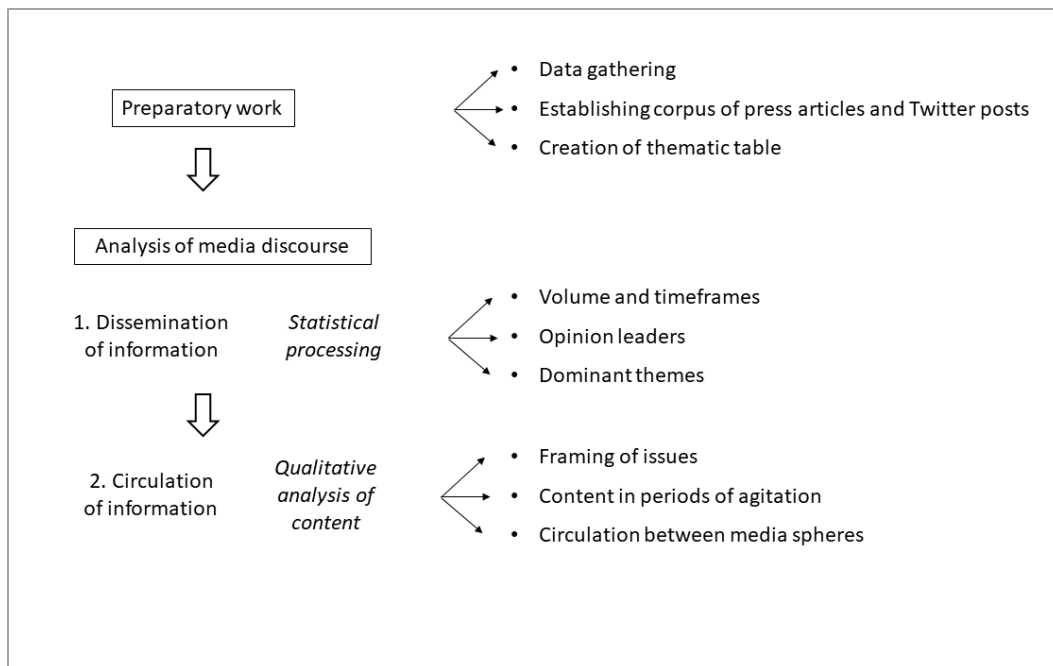 • Data gathering
Preparatory work
• Establishing corpus of press articles and Twitter posts
• Creation of thematic table
Analysis of media discourse
1. Dissemination
of information
Statistical
processing
• Volume and timeframes
• Opinion leaders
• Dominant themes
2. Circulation
of information
Qualitative
analysis of
content
• Framing of issues
• Content in periods of agitation
• Circulation between media spheres